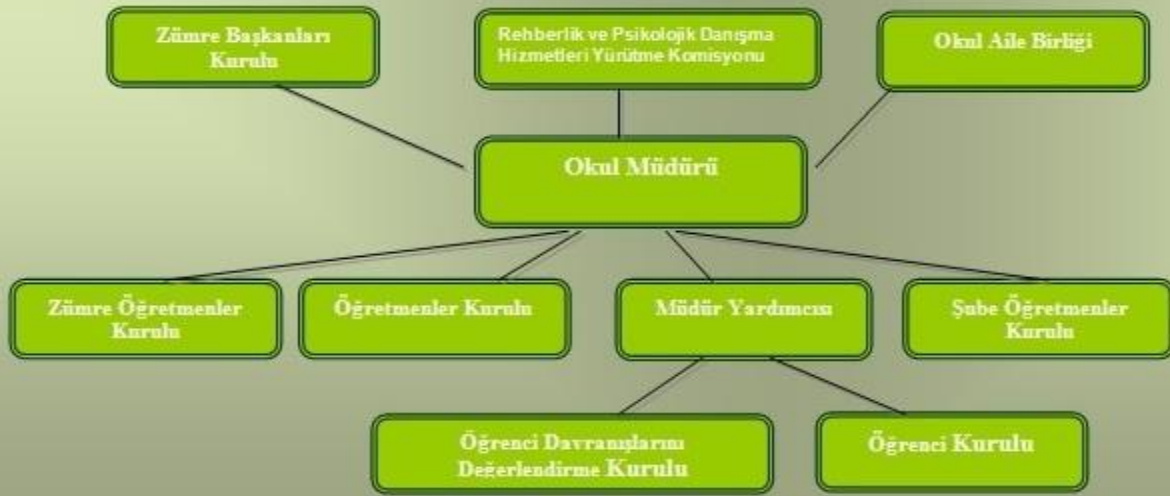 Zümre Başkanları
Kurulu
Rehberlik ve Psikolojik Danışma
Hizmetleri Yürütme Komisyonu
Okul Aile Birliği
Okul Müdürü
Zümre Öğretmenler
Kurulu
Öğretmenler Kurulu
Müdür Yardımcısı
Şube Öğretmenler
Kurulu
Öğrenci Davranışlarını
Değerlendirme Kurulu
Öğrenci Kurulu